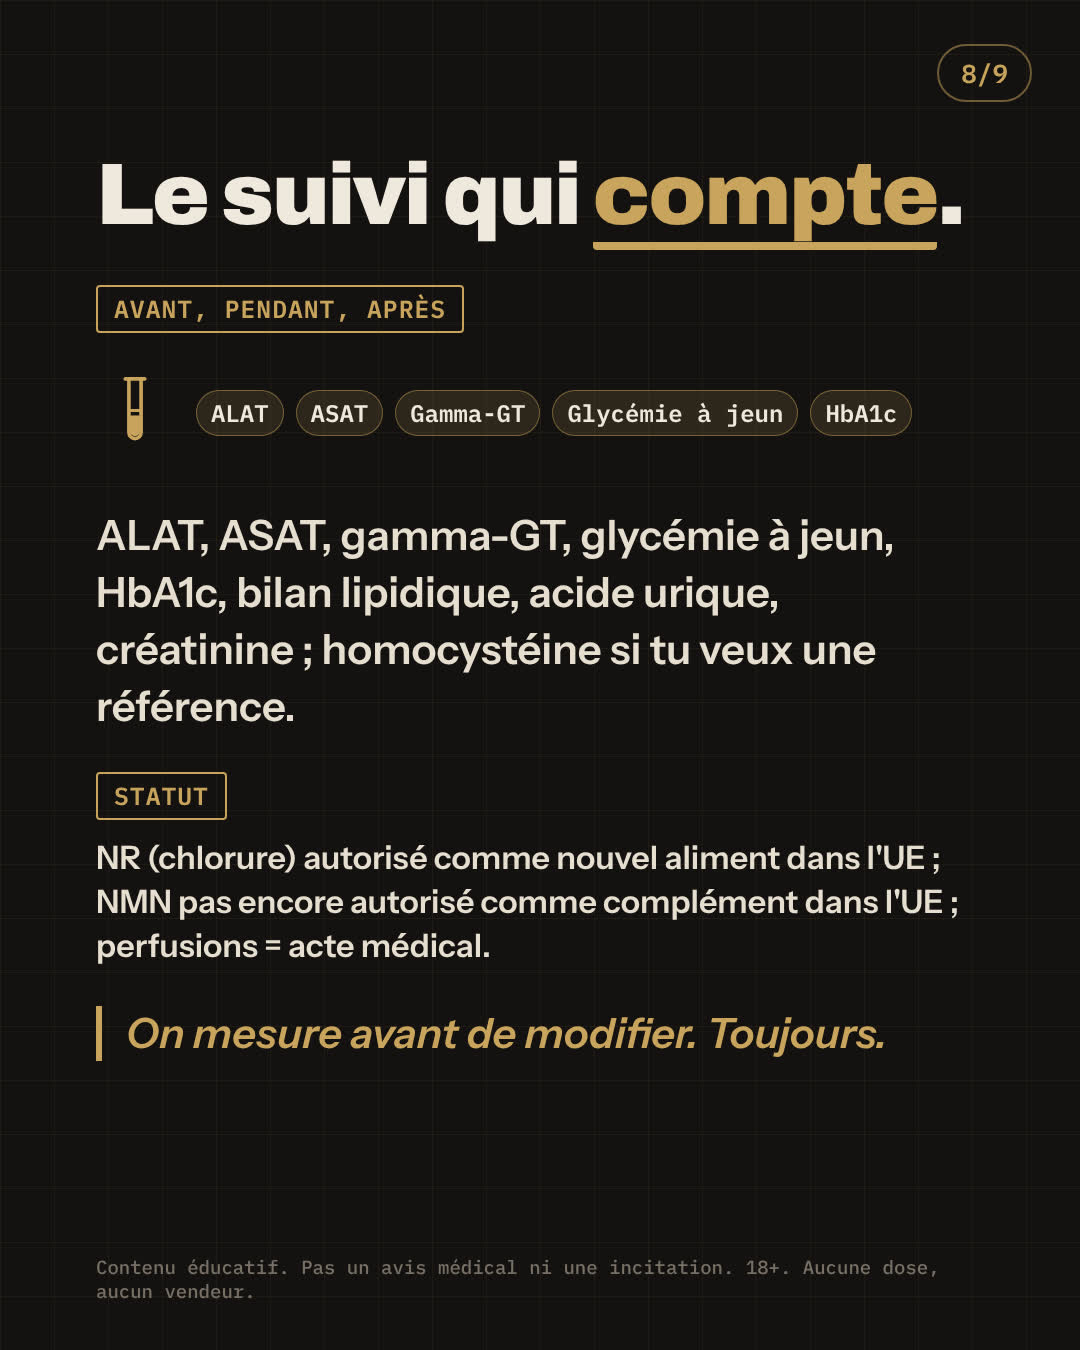 8/9
Le suivi qui compte.
AVANT, PENDANT, APRÈS
ALAT ASAT Gamma-GT Glycémie à jeun HbA1c
ALAT, ASAT, gamma-GT, glycémie à jeun,
HbA1c, bilan lipidique, acide urique,
créatinine ; homocystéine si tu veux une
référence.
STATUT
NR (chlorure) autorisé comme nouvel aliment dans l'UE ;
NMN pas encore autorisé comme complément dans l'UE ;
perfusions = acte médical.
On mesure avant de modifier. Toujours.
Contenu éducatif. Pas un avis médical ni une incitation. 18+. Aucune dose,
aucun vendeur.